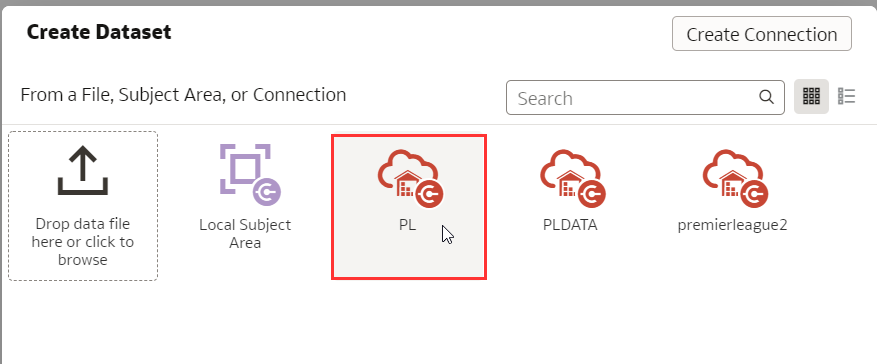 Create Dataset
Create Connection
From a File, Subject Area, or Connection
Search
Drop data file
here or click to
browse
Local Subject
Area
PL
PLDATA
premierleague2